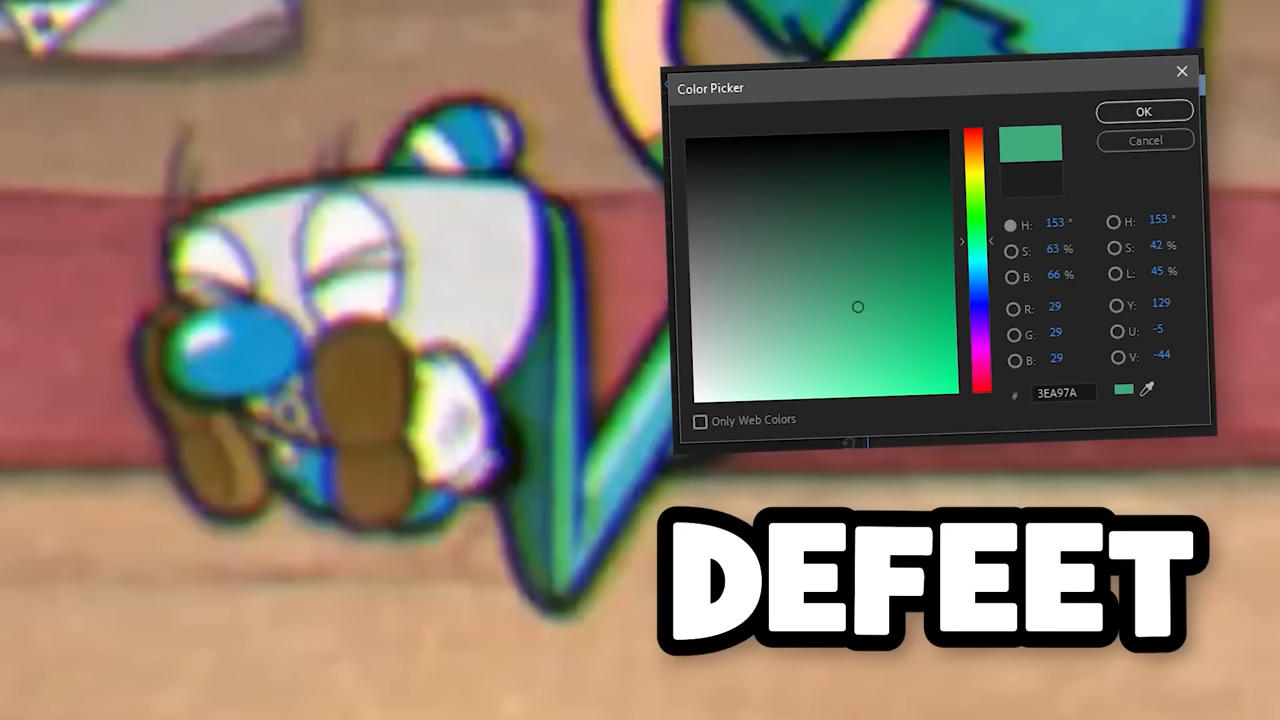 Color Picker
OK
Cancel
H: 153 ° H: 153 °
S: 63 % S: 42 %
B: 66 % L: 45 %
R: 29 Y: 129
G: 29 U: -5
B: 29 V: -44
# 3EA97A
Only Web Colors
DEFEET